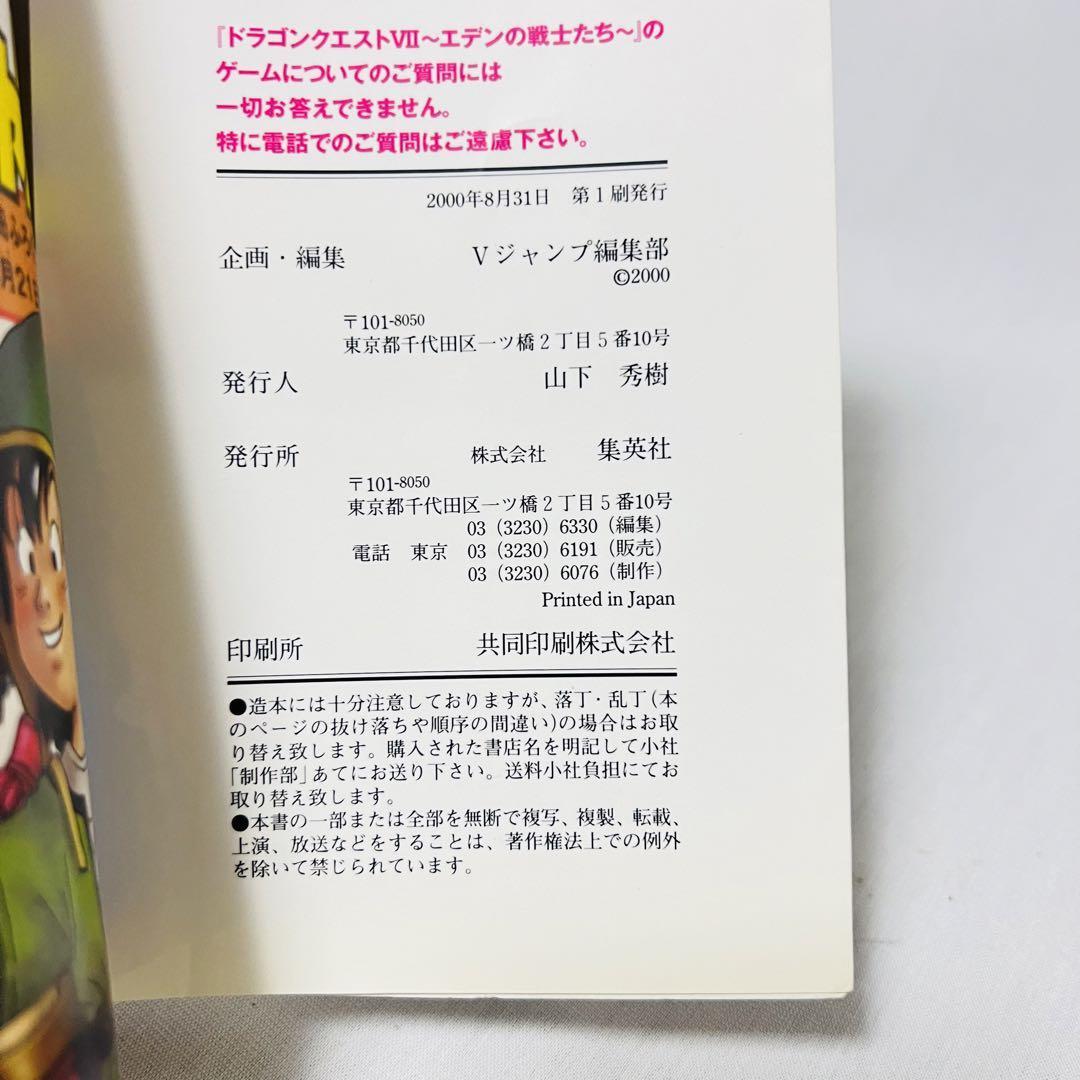 『ドラゴンクエストVII～エデンの戦士たち～』の
ゲームについてのご質問には
一切お答えできません。
特に電話でのご質問はご遠慮下さい。
2000年8月31日 第1刷発行
企画・編集 Vジャンプ編集部
©2000
〒101-8050
東京都千代田区一ツ橋2丁目5番10号
発行人 山下 秀樹
発行所 株式会社 集英社
〒101-8050
東京都千代田区一ツ橋2丁目5番10号
03(3230)6330(編集)
電話 東京 03(3230)6191(販売)
03(3230)6076(制作)
Printed in Japan
印刷所 共同印刷株式会社
●造本には十分注意しておりますが、落丁・乱丁(本
のページの抜け落ちや順序の間違い)の場合はお取
り替え致します。購入された書店名を明記して小社
「制作部」あてにお送り下さい。送料小社負担にてお
取り替え致します。
●本書の一部または全部を無断で複写、複製、転載、
上演、放送などをすることは、著作権法上での例外
を除いて禁じられています。
R
月21日